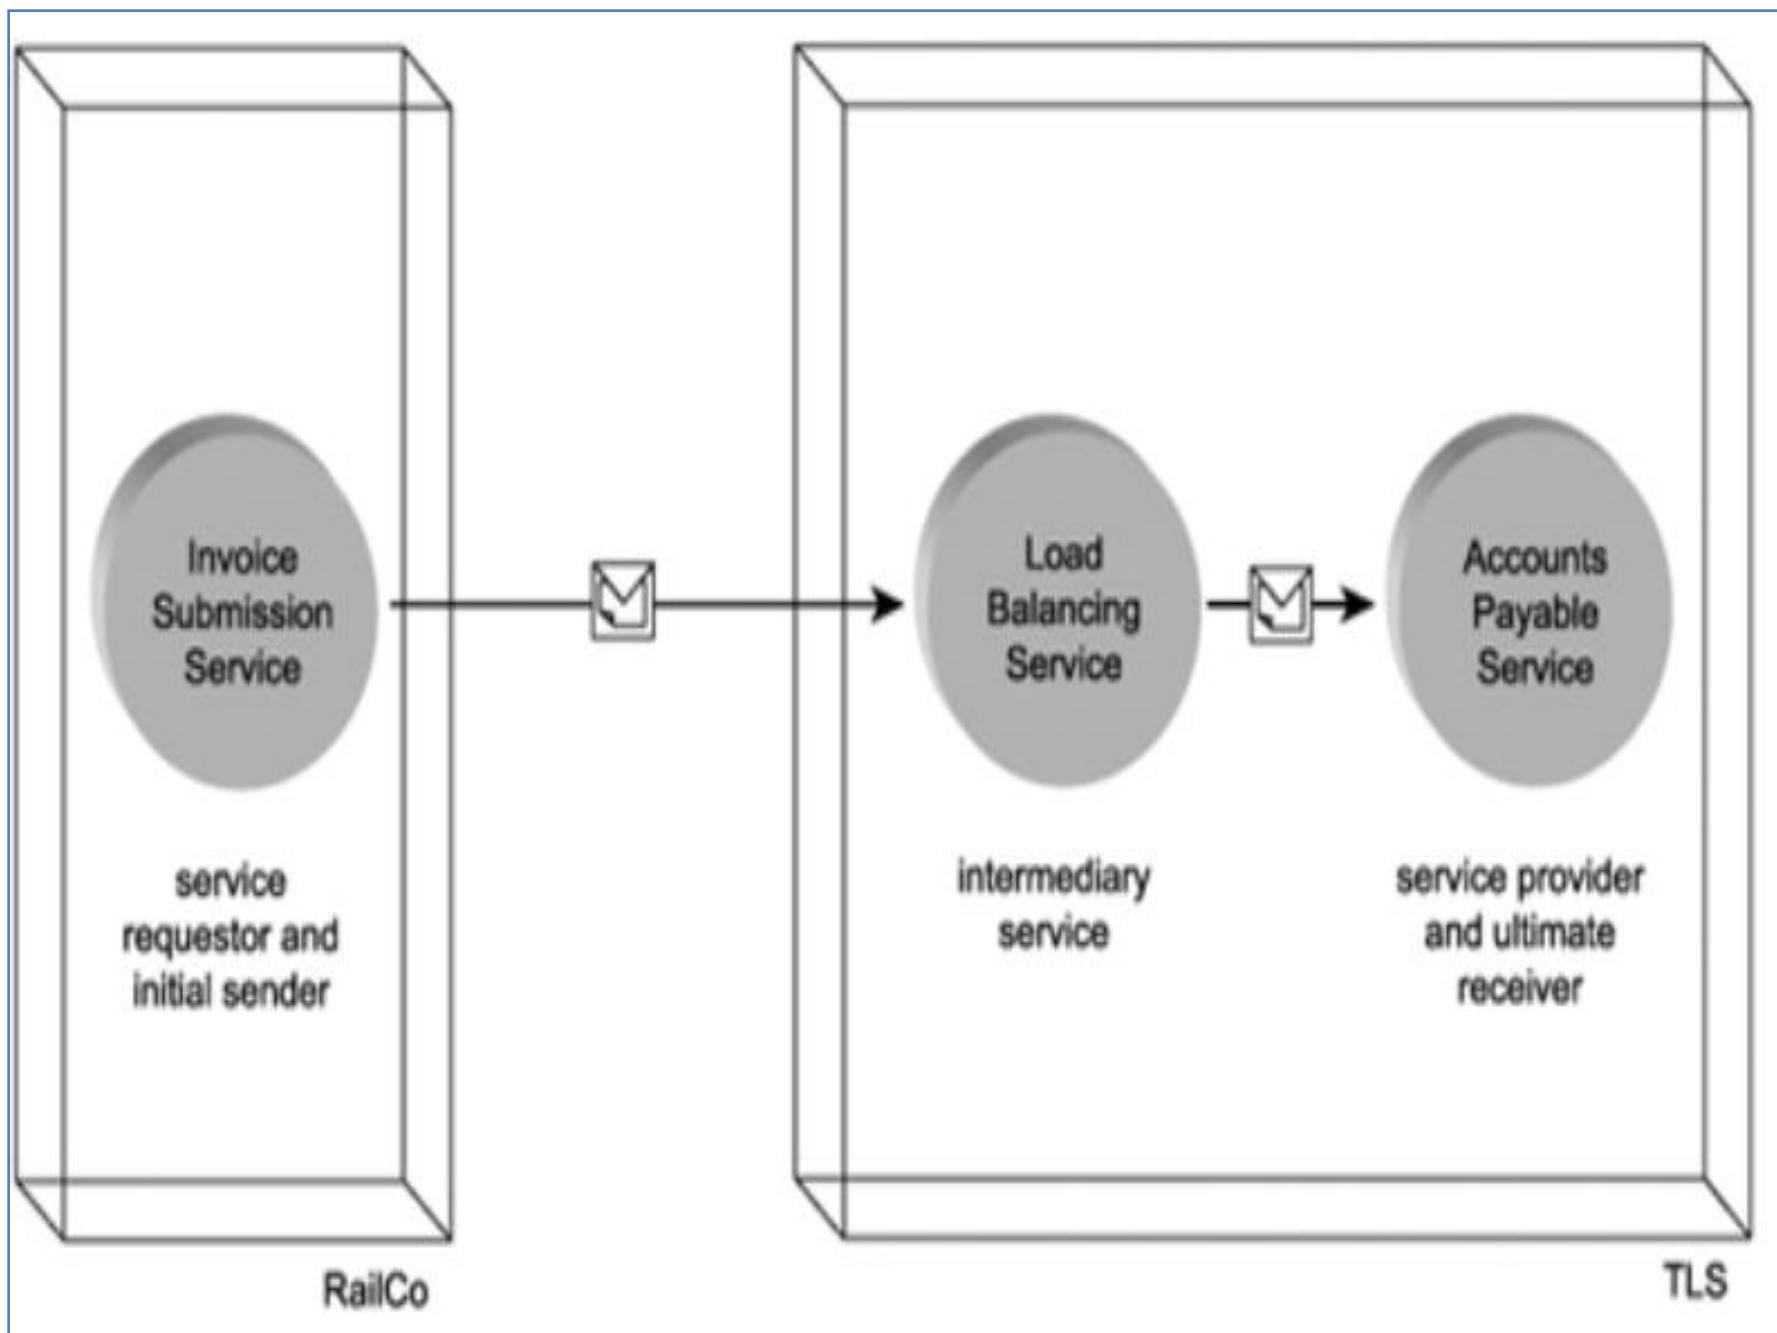 Invoice
Submission
Service
service
requestor and
initial sender
RailCo
Load
Balancing
Service
intermediary
service
Accounts
Payable
Service
service provider
and ultimate
receiver
TLS